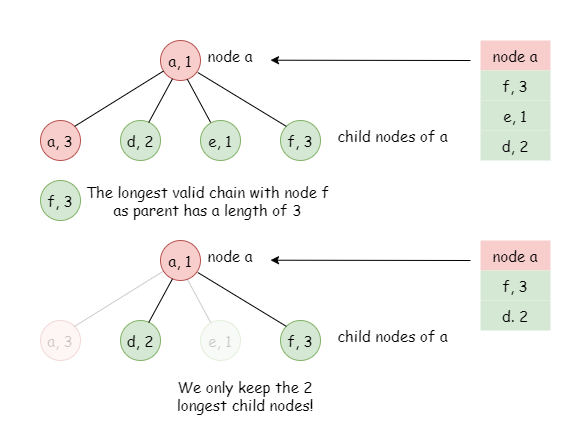 a, 1
node a
node a
f, 3
e, 1
d, 2
a, 3
d, 2
e, 1
f, 3
child nodes of a
f, 3
The longest valid chain with node f
as parent has a length of 3
a, 1
node a
node a
f, 3
d. 2
a, 3
d, 2
e, 1
f, 3
child nodes of a
We only keep the 2
longest child nodes!